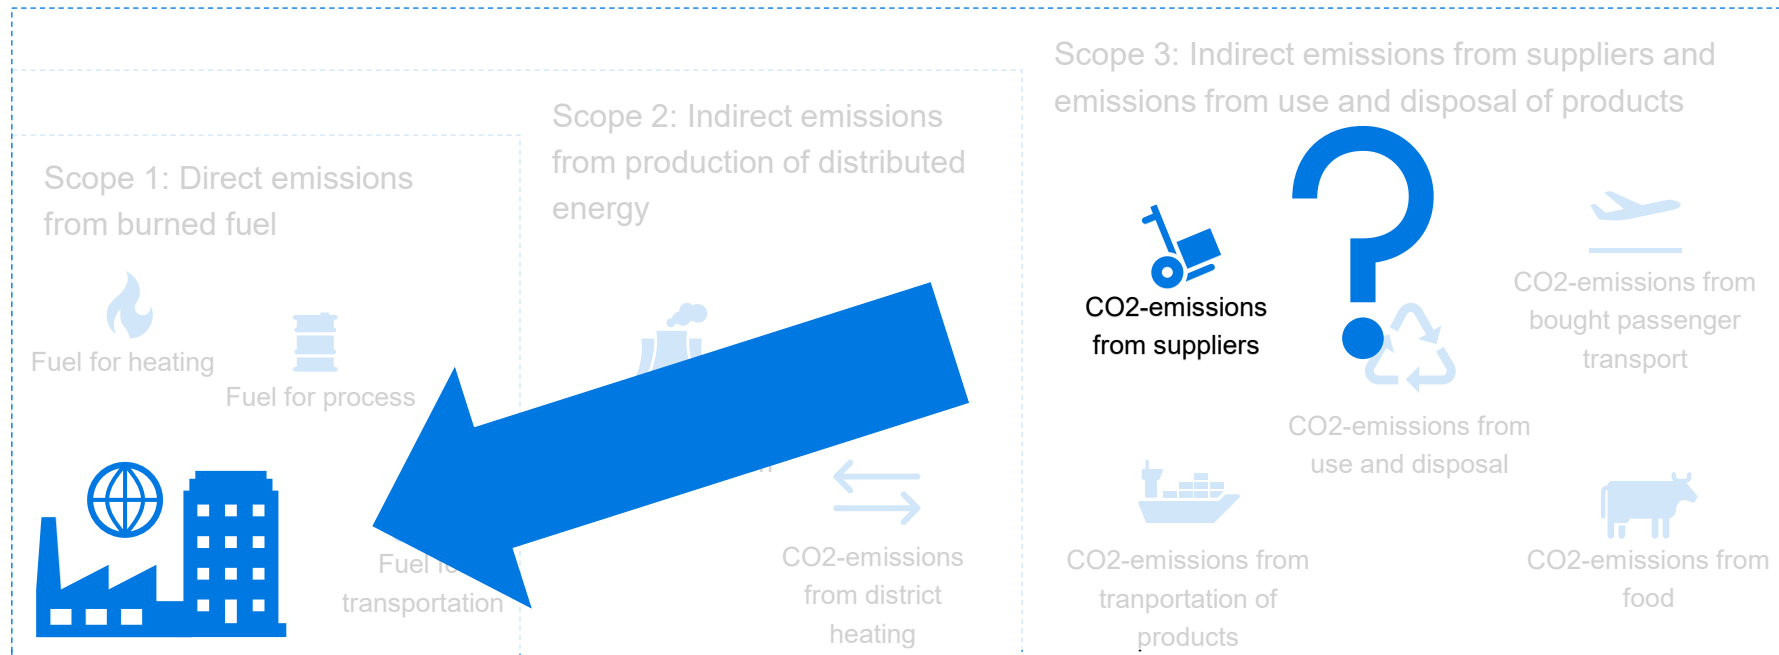 Scope 3: Indirect emissions from suppliers and
emissions from use and disposal of products
Scope 2: Indirect emissions
from production of distributed
energy
Scope 1: Direct emissions
from burned fuel
Fuel for heating
Fuel for process
Fuel
transportation
CO2-emissions
from district
heating
CO2-emissions
from suppliers
CO2-emissions from
bought passenger
transport
CO2-emissions from
use and disposal
CO2-emissions from
tranportation of
products
CO2-emissions from
food